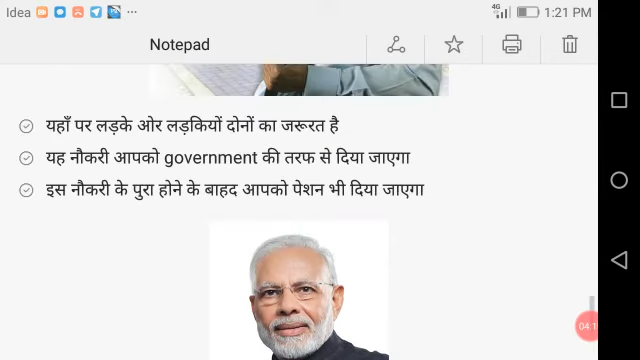 Idea 4G 1:21 PM
Notepad
यहाँ पर लड़के ओर लड़कियों दोनों का जरूरत है
यह नौकरी आपको government की तरफ से दिया जाएगा
इस नौकरी के पुरा होने के बाहद आपको पेशन भी दिया जाएगा